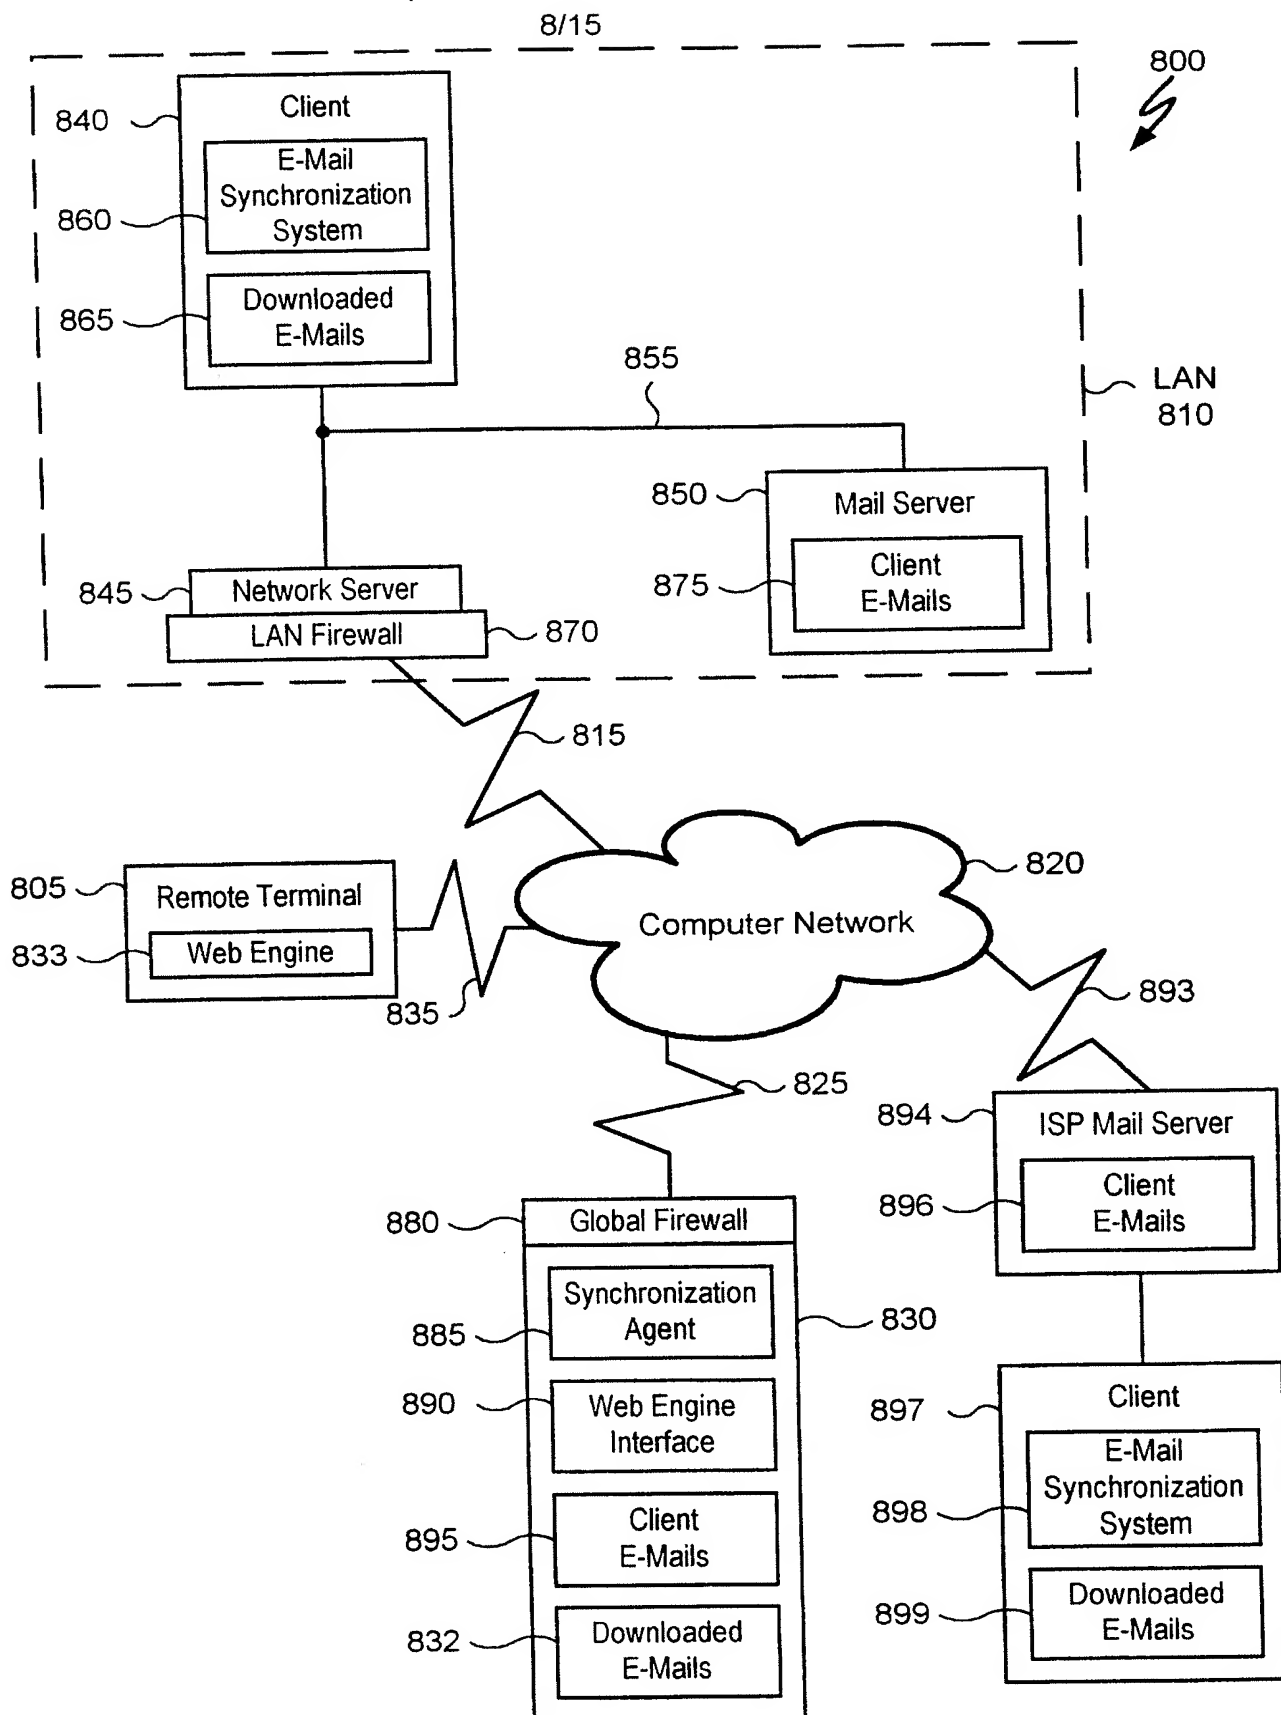 8/15
800
840
Client
860
E-Mail
Synchronization
System
865
Downloaded
E-Mails
855
LAN
810
850
Mail Server
875
Client
E-Mails
845
Network Server
LAN Firewall
870
815
820
Computer Network
805
Remote Terminal
833
Web Engine
835
893
825
894
ISP Mail Server
896
Client
E-Mails
880
Global Firewall
885
Synchronization
Agent
830
890
Web Engine
Interface
895
Client
E-Mails
832
Downloaded
E-Mails
897
Client
898
E-Mail
Synchronization
System
899
Downloaded
E-Mails